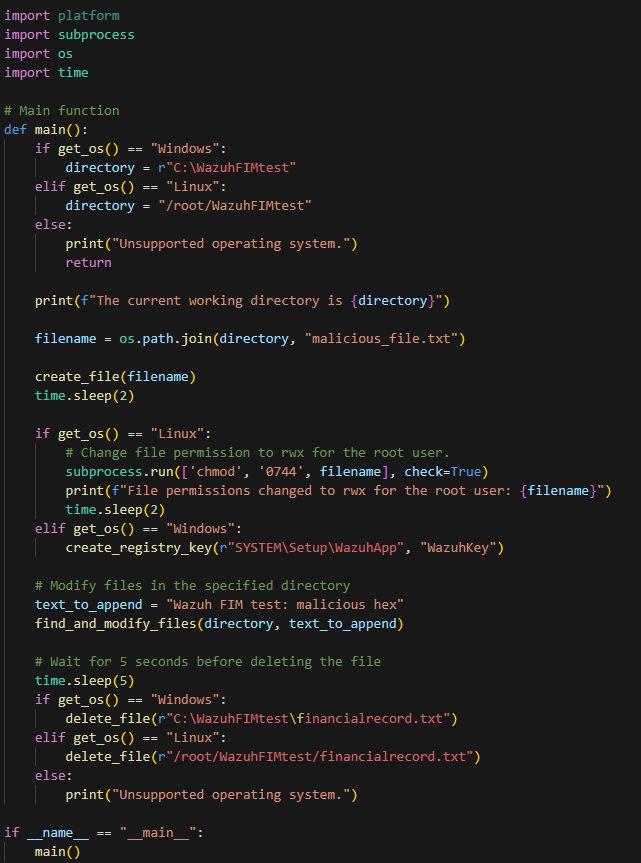 import platform
import subprocess
import os
import time

# Main function
def main():
    if get_os() == "Windows":
        directory = r"C:\WazuhFIMtest"
    elif get_os() == "Linux":
        directory = "/root/WazuhFIMtest"
    else:
        print("Unsupported operating system.")
        return

    print(f"The current working directory is {directory}")

    filename = os.path.join(directory, "malicious_file.txt")

    create_file(filename)
    time.sleep(2)

    if get_os() == "Linux":
        # Change file permission to rwx for the root user.
        subprocess.run(['chmod', '0744', filename], check=True)
        print(f"File permissions changed to rwx for the root user: {filename}")
        time.sleep(2)
    elif get_os() == "Windows":
        create_registry_key(r"SYSTEM\Setup\WazuhApp", "WazuhKey")

    # Modify files in the specified directory
    text_to_append = "Wazuh FIM test: malicious hex"
    find_and_modify_files(directory, text_to_append)

    # Wait for 5 seconds before deleting the file
    time.sleep(5)
    if get_os() == "Windows":
        delete_file(r"C:\WazuhFIMtest\financialrecord.txt")
    elif get_os() == "Linux":
        delete_file(r"/root/WazuhFIMtest/financialrecord.txt")
    else:
        print("Unsupported operating system.")

if __name__ == "__main__":
    main()